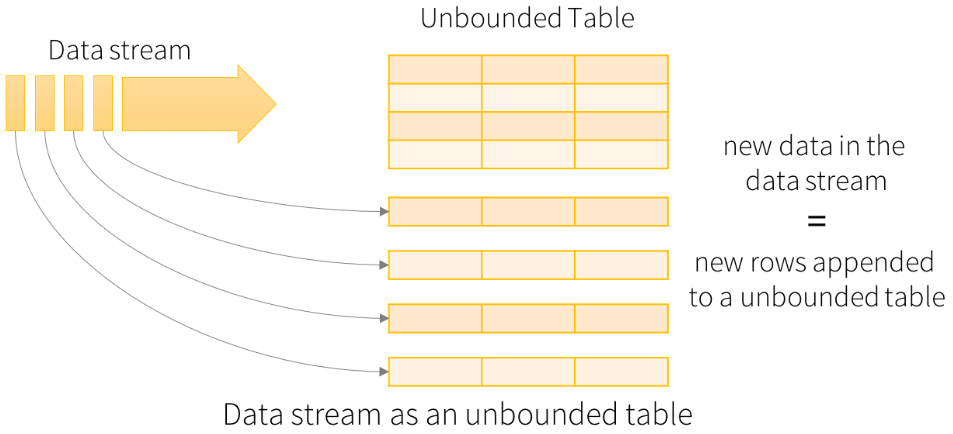 Unbounded Table
Data stream
new data in the
data stream
=
new rows appended
to a unbounded table
Data stream as an unbounded table